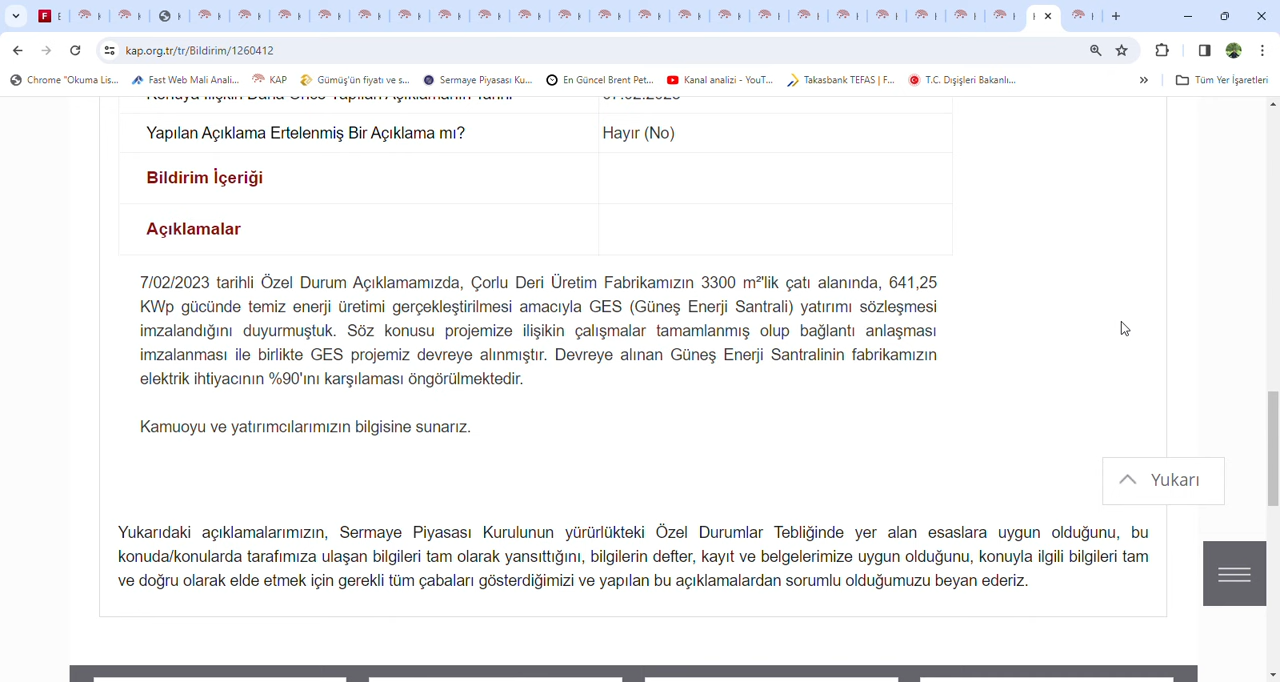 kap.org.tr/tr/Bildirim/1260412
Chrome "Okuma Lis... Fast Web Mali Anali... KAP Gümüş'ün fiyatı ve s... Sermaye Piyasası Ku... En Güncel Brent Pet... Kanal analizi - YouT... Takasbank TEFAS | F... T.C. Dışişleri Bakanlı... » Tüm Yer İşaretleri
Yapılan Açıklama Ertelenmiş Bir Açıklama mı? Hayır (No)
Bildirim İçeriği
Açıklamalar
7/02/2023 tarihli Özel Durum Açıklamamızda, Çorlu Deri Üretim Fabrikamızın 3300 m²'lik çatı alanında, 641,25
KWp gücünde temiz enerji üretimi gerçekleştirilmesi amacıyla GES (Güneş Enerji Santrali) yatırımı sözleşmesi
imzalandığını duyurmuştuk. Söz konusu projemize ilişkin çalışmalar tamamlanmış olup bağlantı anlaşması
imzalanması ile birlikte GES projemiz devreye alınmıştır. Devreye alınan Güneş Enerji Santralinin fabrikamızın
elektrik ihtiyacının %90'ını karşılaması öngörülmektedir.
Kamuoyu ve yatırımcılarımızın bilgisine sunarız.
Yukarı
Yukarıdaki açıklamalarımızın, Sermaye Piyasası Kurulunun yürürlükteki Özel Durumlar Tebliğinde yer alan esaslara uygun olduğunu, bu
konuda/konularda tarafımıza ulaşan bilgileri tam olarak yansıttığını, bilgilerin defter, kayıt ve belgelerimize uygun olduğunu, konuyla ilgili bilgileri tam
ve doğru olarak elde etmek için gerekli tüm çabaları gösterdiğimizi ve yapılan bu açıklamalardan sorumlu olduğumuzu beyan ederiz.